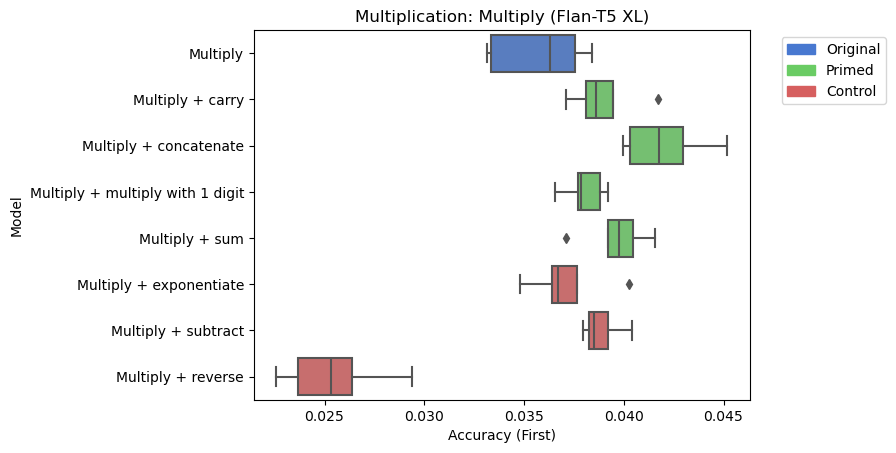 Multiplication: Multiply (Flan-T5 XL)
Original
Primed
Control
Model
Multiply
Multiply + carry
Multiply + concatenate
Multiply + multiply with 1 digit
Multiply + sum
Multiply + exponentiate
Multiply + subtract
Multiply + reverse
0.025 0.030 0.035 0.040 0.045
Accuracy (First)